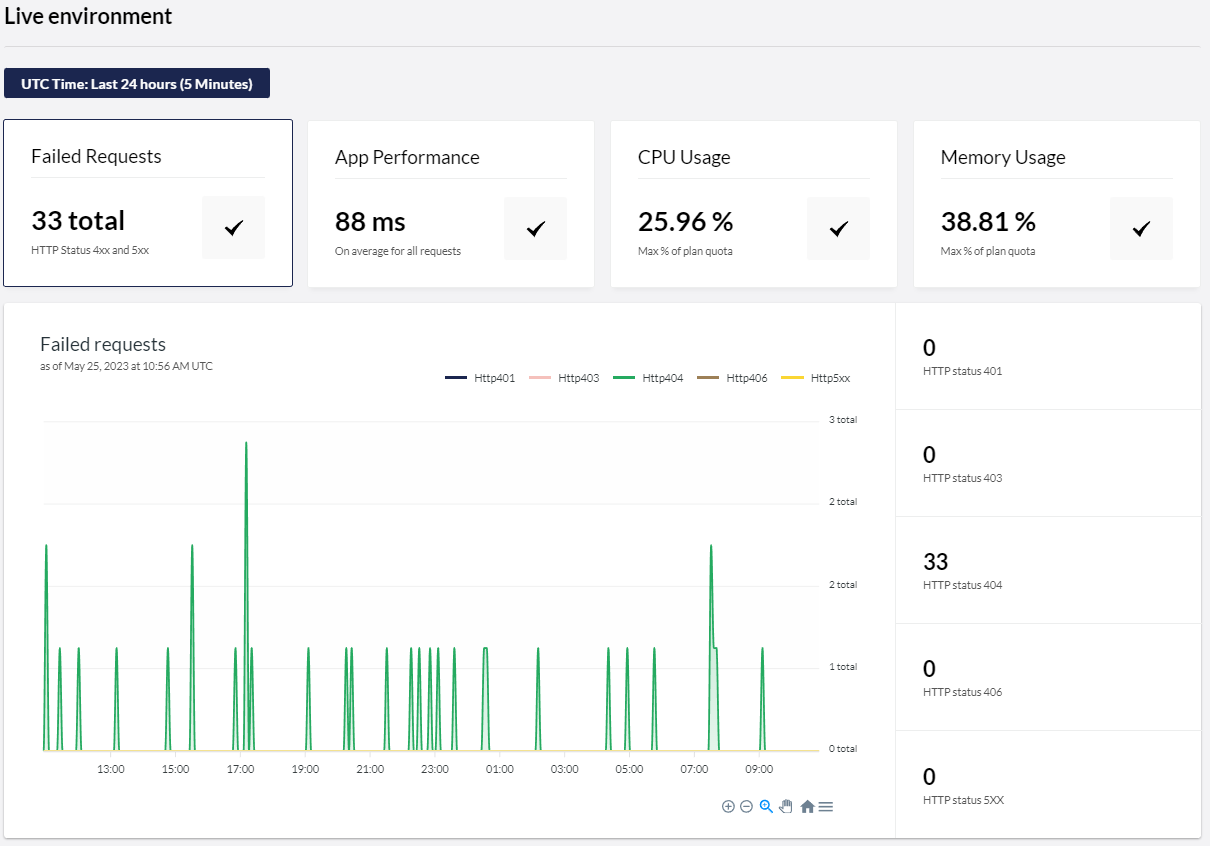 Live environment
UTC Time: Last 24 hours (5 Minutes)
Failed Requests
33 total
HTTP Status 4xx and 5xx
App Performance
88 ms
On average for all requests
CPU Usage
25.96 %
Max % of plan quota
Memory Usage
38.81 %
Max % of plan quota
Failed requests
as of May 25, 2023 at 10:56 AM UTC
Http401 Http403 Http404 Http406 Http5xx
3 total
2 total
2 total
1 total
0 total
13:00 15:00 17:00 19:00 21:00 23:00 01:00 03:00 05:00 07:00 09:00
0
HTTP status 401
0
HTTP status 403
33
HTTP status 404
0
HTTP status 406
0
HTTP status 5XX